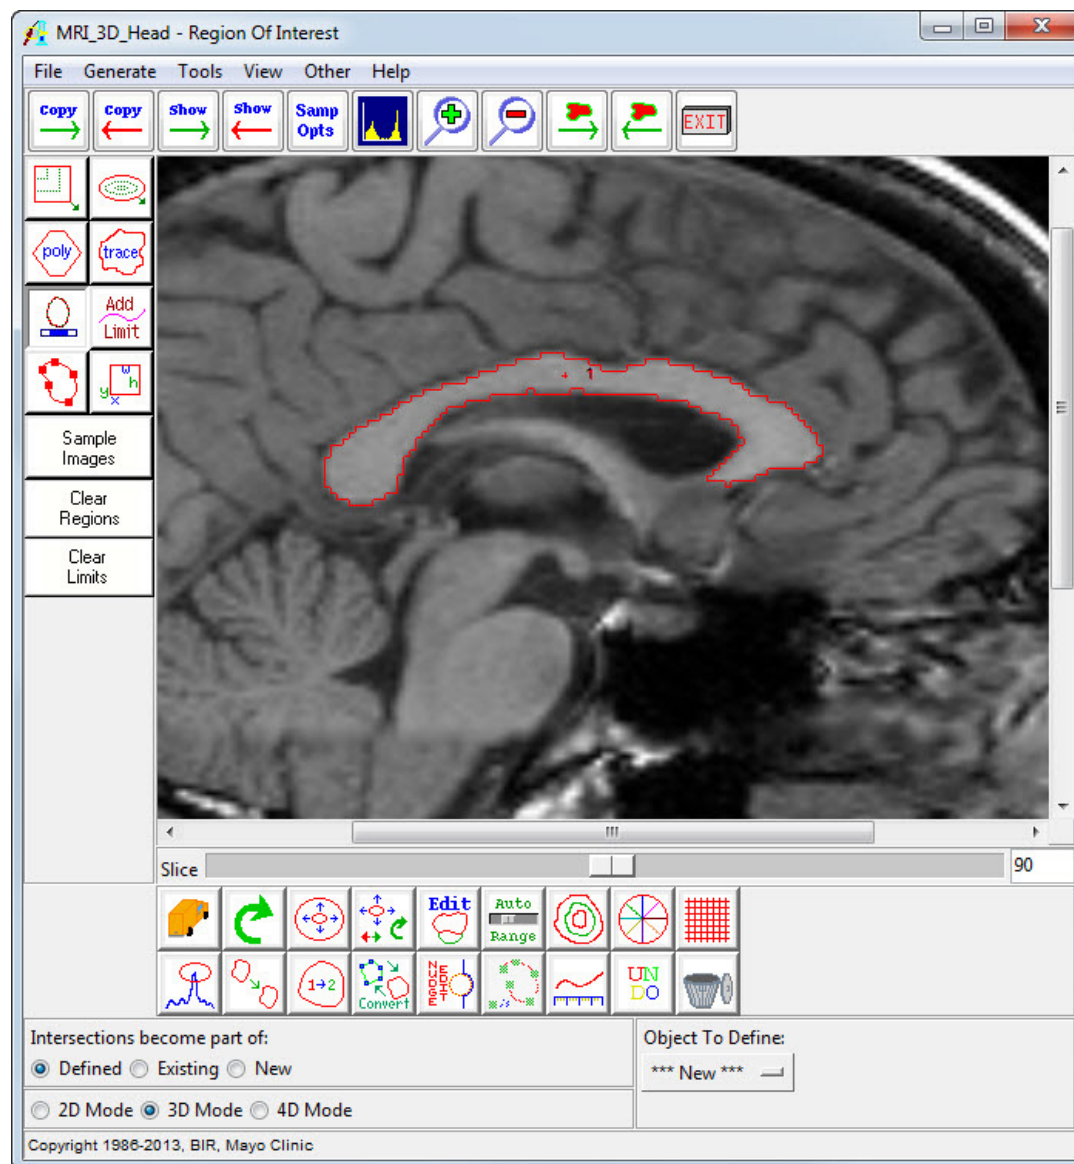 MRI_3D_Head - Region Of Interest
File Generate Tools View Other Help
Copy Copy Show Show Samp Opts EXIT
poly trace
Add Limit
w
y h
x
1
Sample
Images
Clear
Regions
Clear
Limits
Slice 90
Edit Auto Range
1→2 Convert NUDGE EDIT UNDO
Intersections become part of:
Defined Existing New
Object To Define:
*** New ***
2D Mode 3D Mode 4D Mode
Copyright 1986-2013, BIR, Mayo Clinic